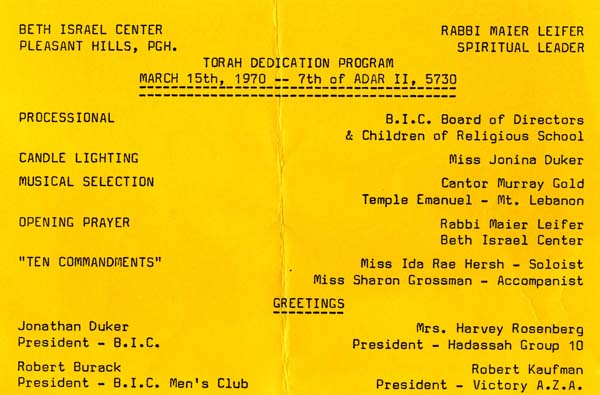 BETH ISRAEL CENTER RABBI MAIER LEIFER
PLEASANT HILLS, PGH. SPIRITUAL LEADER
TORAH DEDICATION PROGRAM
MARCH 15th, 1970 -- 7th of ADAR II, 5730
PROCESSIONAL B.I.C. Board of Directors
& Children of Religious School
CANDLE LIGHTING Miss Jonina Duker
MUSICAL SELECTION Cantor Murray Gold
Temple Emanuel - Mt. Lebanon
OPENING PRAYER Rabbi Maier Leifer
Beth Israel Center
"TEN COMMANDMENTS" Miss Ida Rae Hersh - Soloist
Miss Sharon Grossman - Accompanist
GREETINGS
Jonathan Duker Mrs. Harvey Rosenberg
President - B.I.C. President - Hadassah Group 10
Robert Burack Robert Kaufman
President - B.I.C. Men's Club President - Victory A.Z.A.